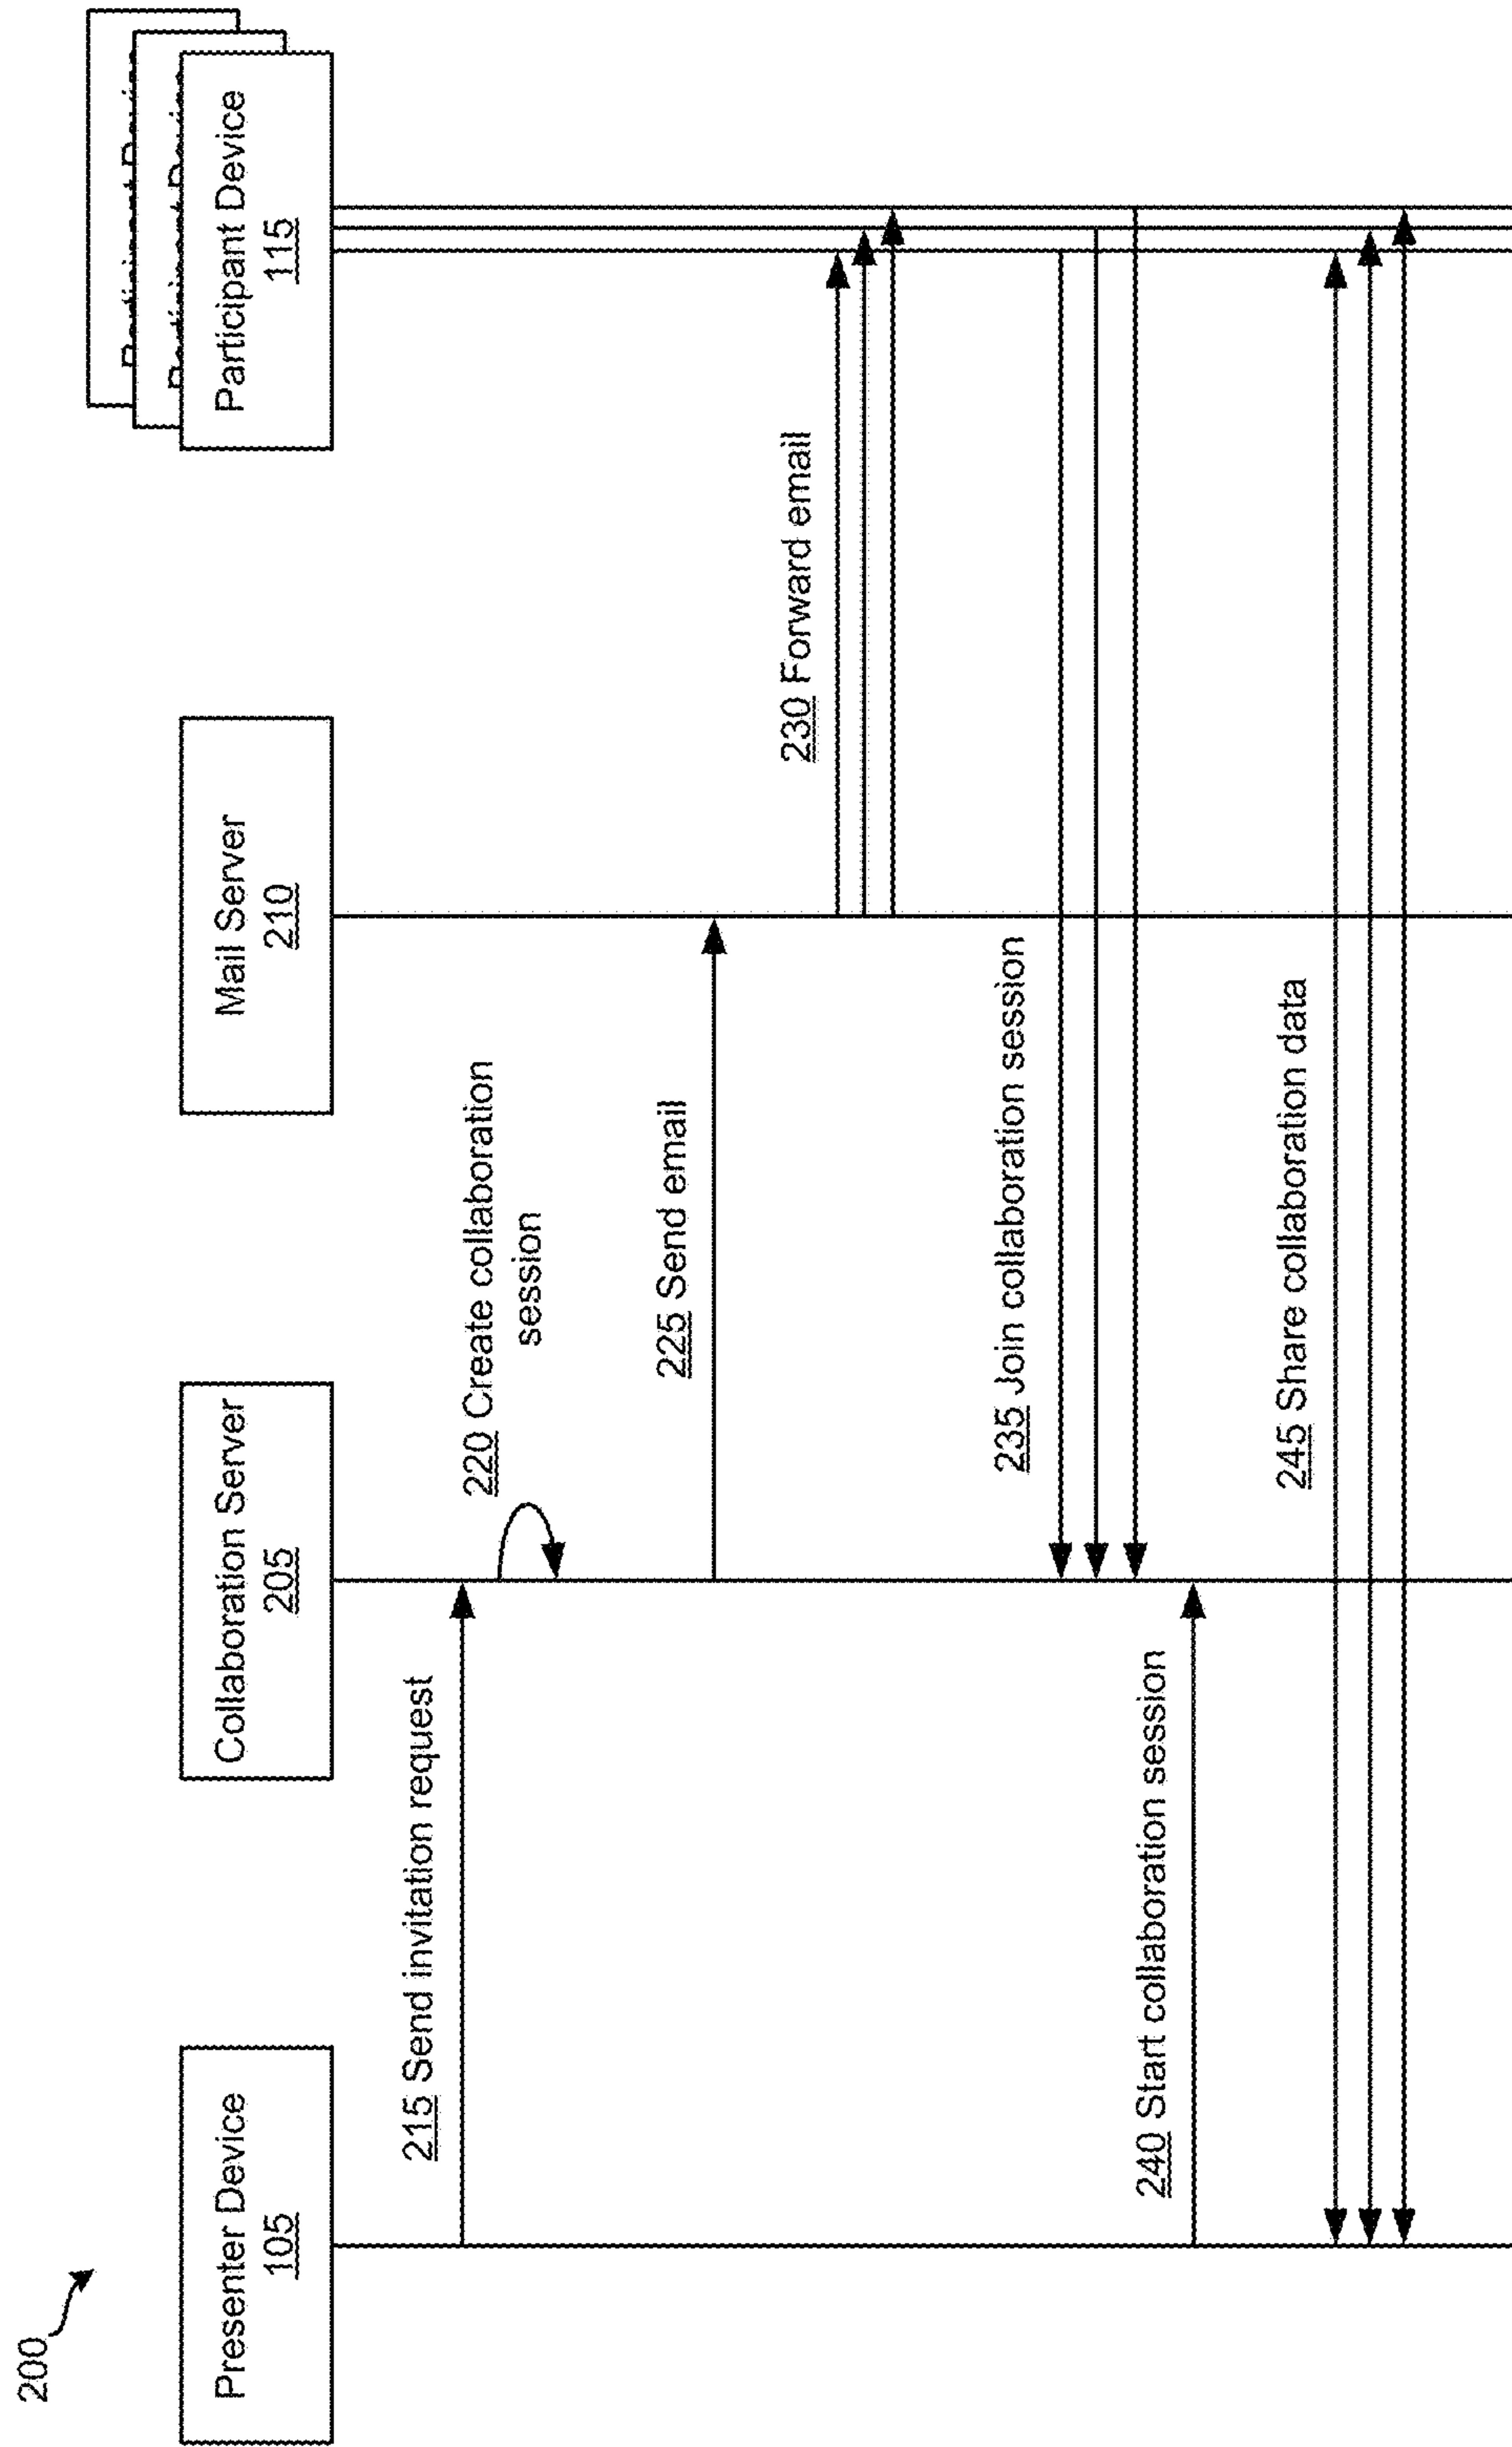 200
Presenter Device
105
Collaboration Server
205
Mail Server
210
Participant Device
115
215 Send invitation request
220 Create collaboration
session
225 Send email
230 Forward email
235 Join collaboration session
240 Start collaboration session
245 Share collaboration data